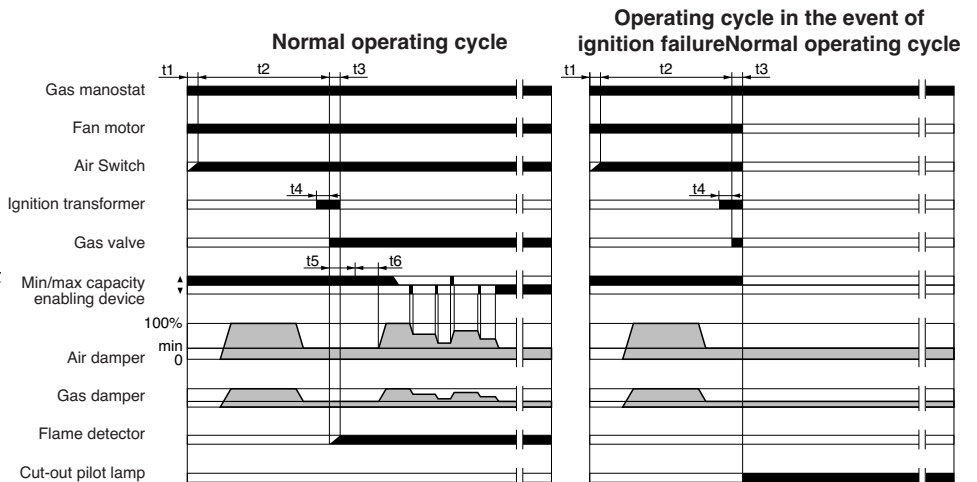 Operating cycle in the event of
ignition failureNormal operating cycle
Normal operating cycle
t1 t2 t3
t1 t2 t3
Gas manostat
Fan motor
Air Switch
t4
t4
Ignition transformer
Gas valve
t5 t6
Min/max capacity
enabling device
100%
min
0
Air damper
Gas damper
Flame detector
Cut-out pilot lamp